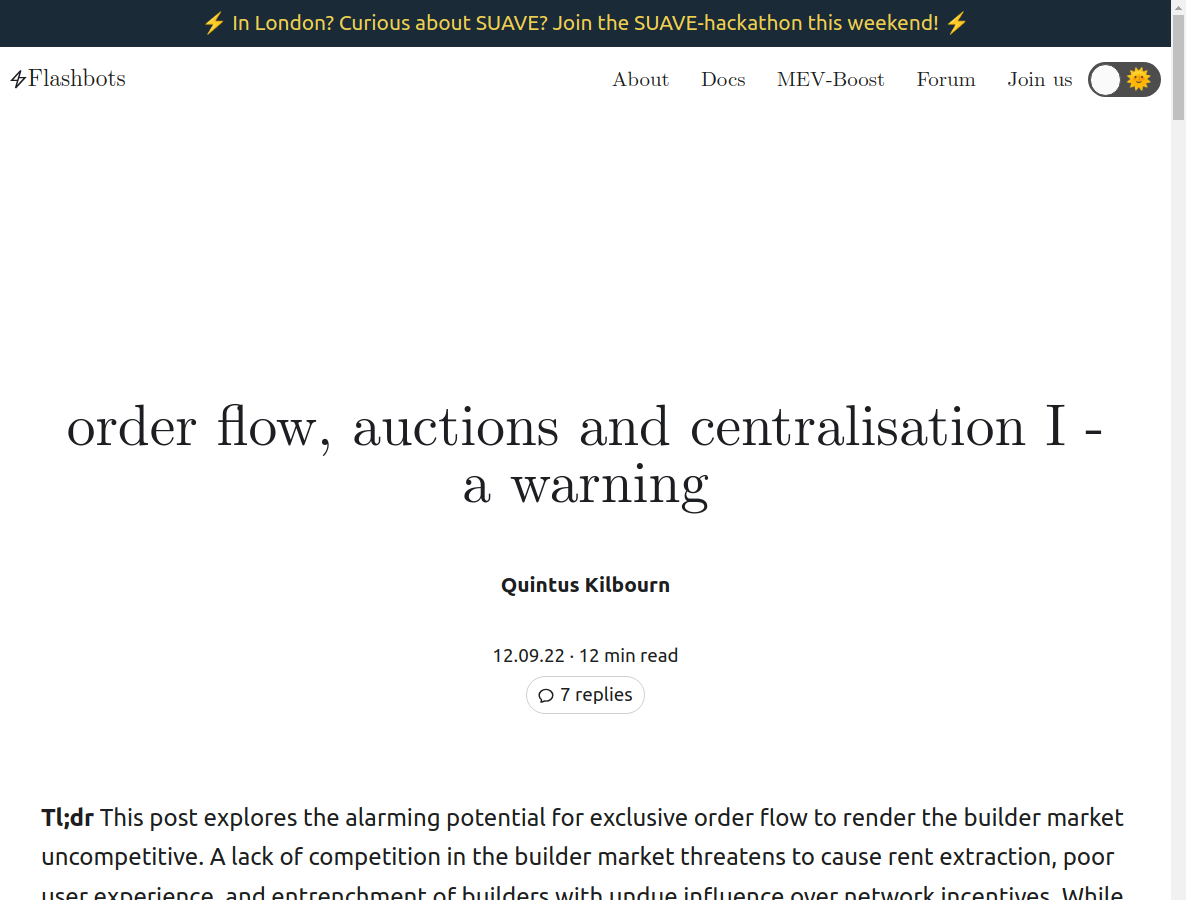 ⚡ In London? Curious about SUAVE? Join the SUAVE-hackathon this weekend! ⚡
Flashbots
About
Docs
MEV-Boost
Forum
Join us
order flow, auctions and centralisation I -
a warning
Quintus Kilbourn
12.09.22 · 12 min read
7 replies
Tl;dr This post explores the alarming potential for exclusive order flow to render the builder market
uncompetitive. A lack of competition in the builder market threatens to cause rent extraction, poor
user experience, and entrenchment of builders with undue influence over network incentives. While